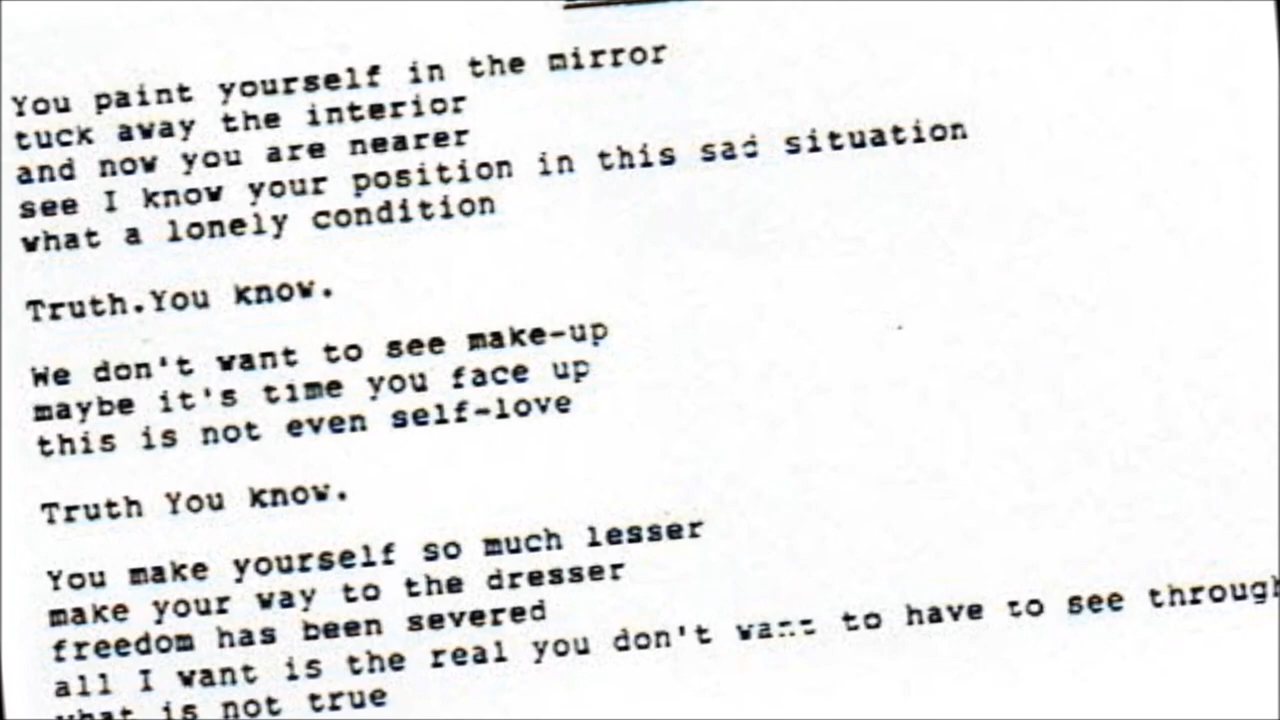 You paint yourself in the mirror
tuck away the interior
and now you are nearer
see I know your position in this sad situation
what a lonely condition
Truth.You know.
We don't want to see make-up
maybe it's time you face up
this is not even self-love
Truth You know.
You make yourself so much lesser
make your way to the dresser
freedom has been severed
all I want is the real you don't want to have to see through
what is not true